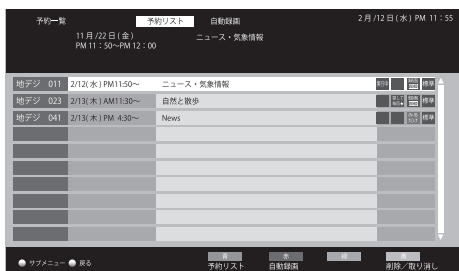 予約一覧 予約リスト 自動録画 2月/12日(水) PM 11:55
11月/22日(金) ニュース・気象情報
PM 11:50～PM 12:00
地デジ 011 2/12(水) PM11:50～ ニュース・気象情報 標準
地デジ 023 2/13(木) AM11:30～ 自然と散歩 標準
地デジ 041 2/13(木) PM 4:30～ News 標準
サブメニュー 戻る
青 赤 緑 黄
予約リスト 自動録画 削除/取り消し